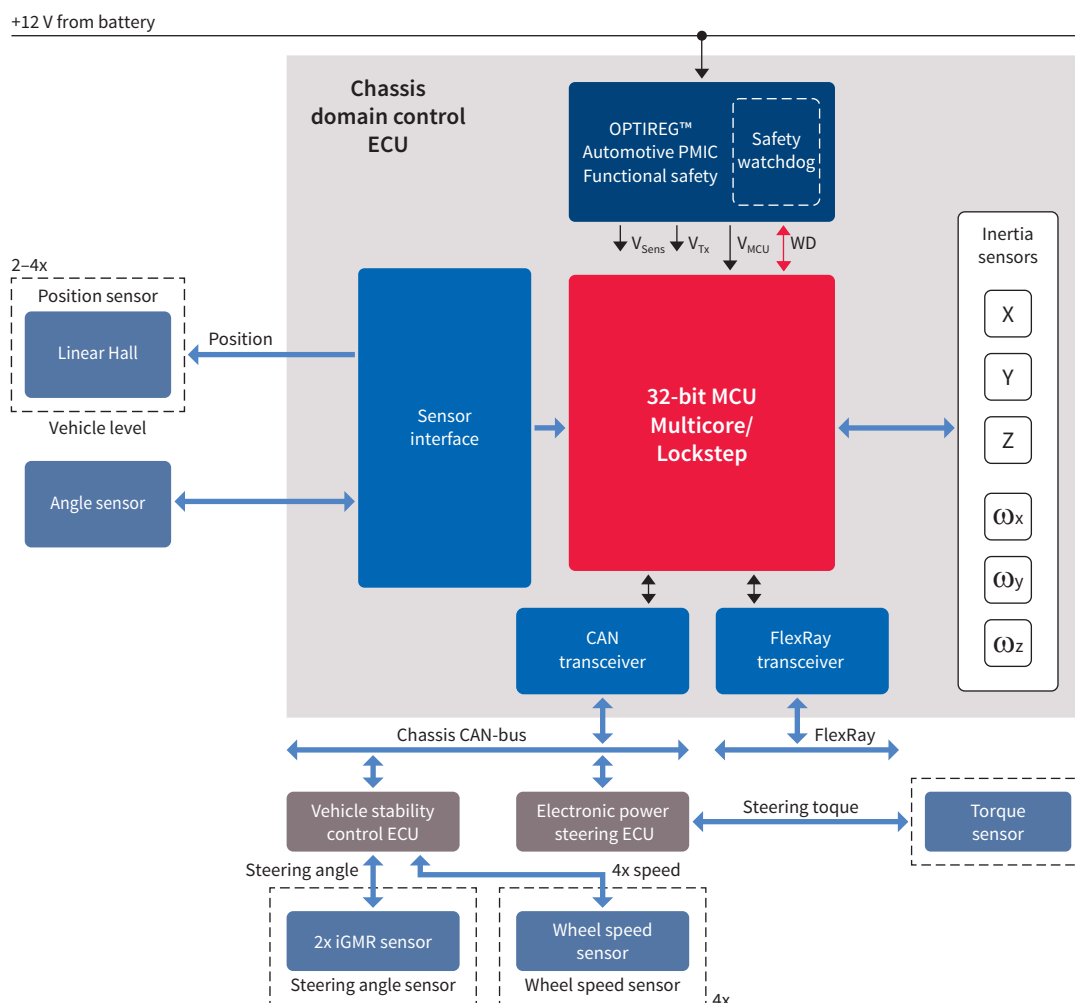 +12 V from battery
Chassis
domain control
ECU
OPTIREG™
Automotive PMIC
Functional safety
Safety
watchdog
VSens
VTx
VMCU
WD
Inertia
sensors
X
Y
Z
ωx
ωy
ωz
2–4x
Position sensor
Linear Hall
Position
Vehicle level
Angle sensor
Sensor
interface
32-bit MCU
Multicore/
Lockstep
CAN
transceiver
FlexRay
transceiver
Chassis CAN-bus
FlexRay
Vehicle stability
control ECU
Electronic power
steering ECU
Steering toque
Torque
sensor
Steering angle
4x speed
2x iGMR sensor
Wheel speed
sensor
Steering angle sensor
Wheel speed sensor
4x